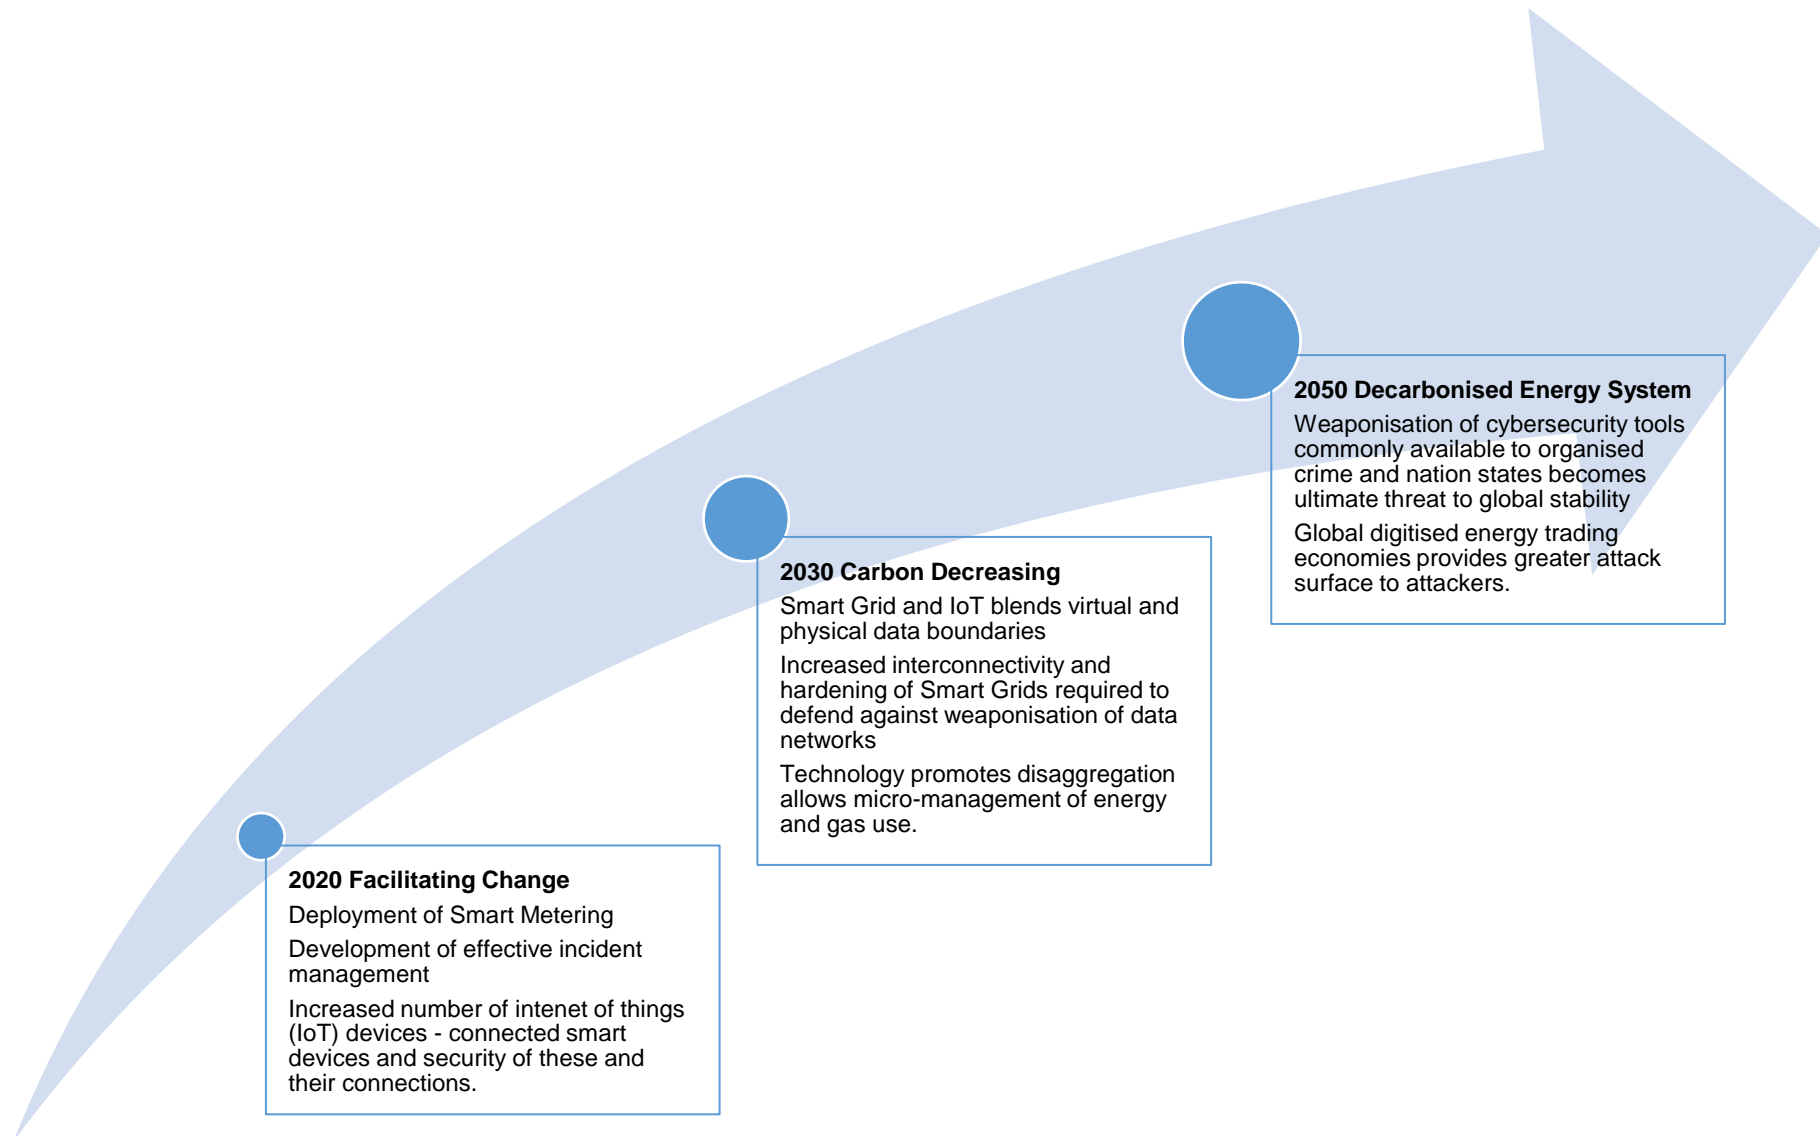 2050 Decarbonised Energy System
Weaponisation of cybersecurity tools
commonly available to organised
crime and nation states becomes
ultimate threat to global stability
Global digitised energy trading
economies provides greater attack
surface to attackers.
2030 Carbon Decreasing
Smart Grid and IoT blends virtual and
physical data boundaries
Increased interconnectivity and
hardening of Smart Grids required to
defend against weaponisation of data
networks
Technology promotes disaggregation
allows micro-management of energy
and gas use.
2020 Facilitating Change
Deployment of Smart Metering
Development of effective incident
management
Increased number of intenet of things
(IoT) devices - connected smart
devices and security of these and
their connections.